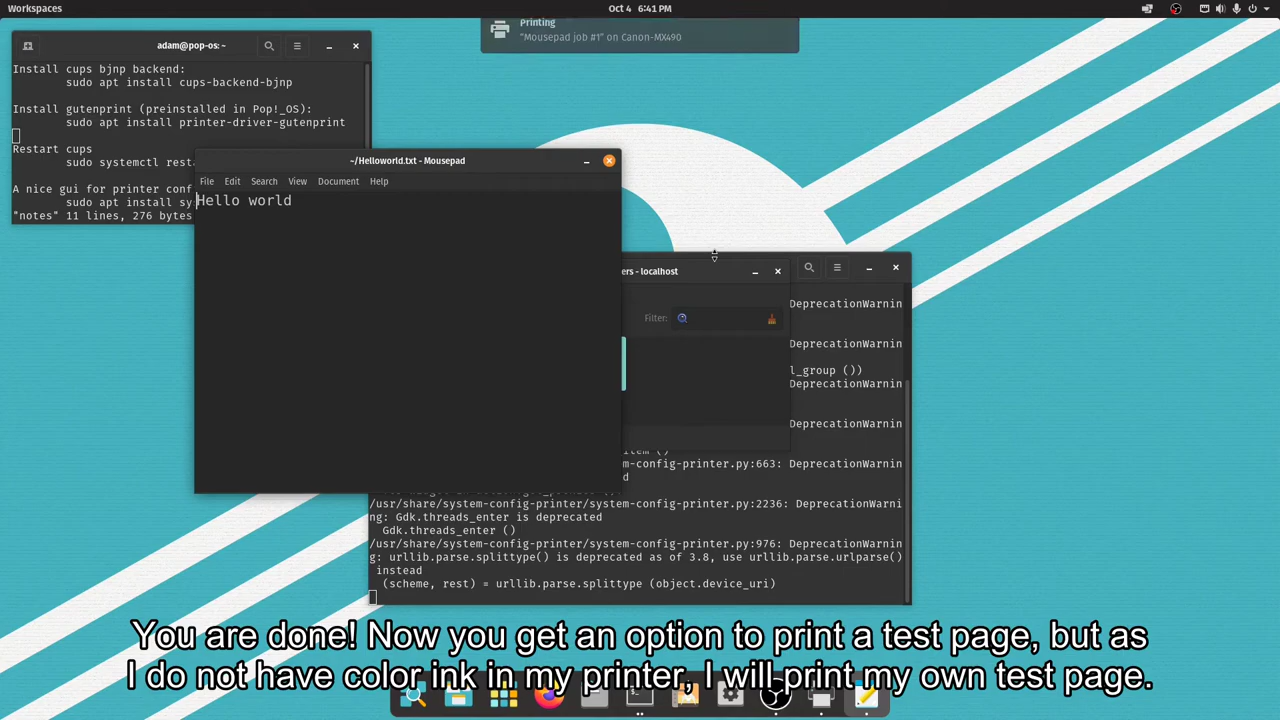 Workspaces
Oct 4 6:41 PM
Printing
"Mousepad job #1" on Canon-MX490
adam@pop-os: ~
Install cups bjnp backend:
sudo apt install cups-backend-bjnp
Install gutenprint (preinstalled in Pop!_OS):
sudo apt install printer-driver-gutenprint
Restart cups
sudo systemctl resta
A nice gui for printer conf
sudo apt install sys
"notes" 11 lines, 276 bytes
~/Helloworld.txt - Mousepad
File Edit Search View Document Help
Hello world
ers - localhost
Filter:
DeprecationWarnin
DeprecationWarnin
l_group ())
DeprecationWarnin
DeprecationWarnin
m-config-printer.py:663: DeprecationWarnin
d
/usr/share/system-config-printer/system-config-printer.py:2236: DeprecationWarni
ng: Gdk.threads_enter is deprecated
Gdk.threads_enter ()
/usr/share/system-config-printer/system-config-printer.py:976: DeprecationWarnin
g: urllib.parse.splittype() is deprecated as of 3.8, use urllib.parse.urlparse()
instead
(scheme, rest) = urllib.parse.splittype (object.device_uri)
You are done! Now you get an option to print a test page, but as
I do not have color ink in my printer, I will print my own test page.